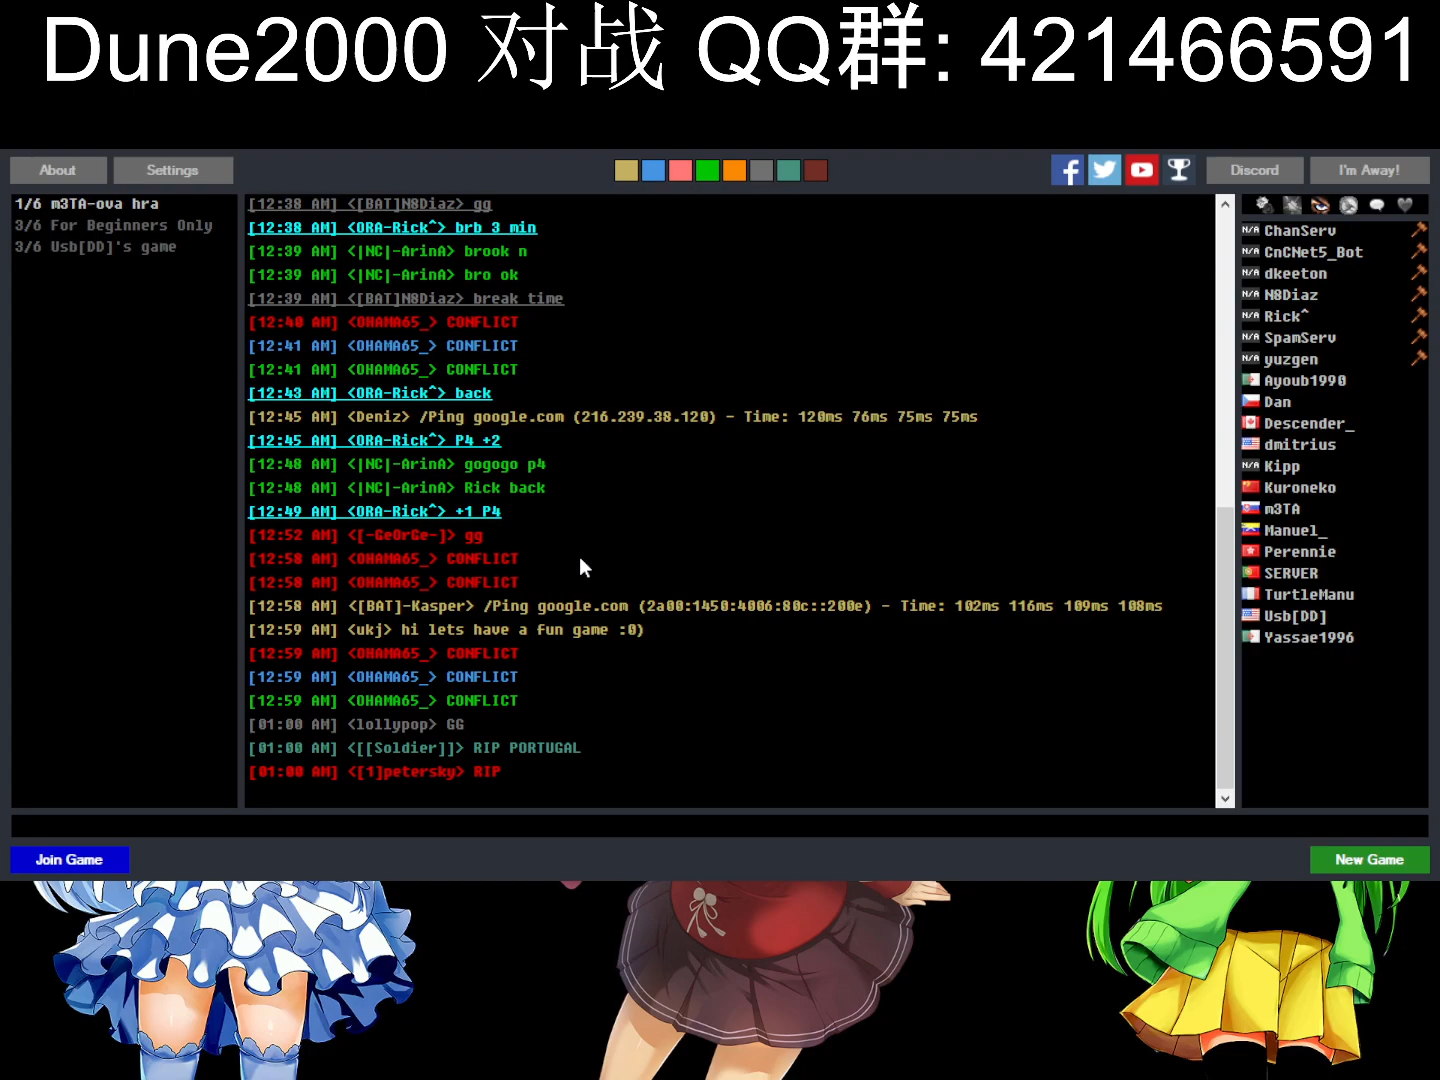 Dune2000 对战 QQ群: 421466591
About
Settings
Discord
I'm Away!
1/6 m3TA-ova hra
3/6 For Beginners Only
3/6 Usb[DD]'s game
[12:38 AM] <[BAT]N8Diaz> gg
[12:38 AM] <ORA-Rick^> brb 3 min
[12:39 AM] <|NC|-ArinA> brook n
[12:39 AM] <|NC|-ArinA> bro ok
[12:39 AM] <[BAT]N8Diaz> break time
[12:40 AM] <OHAMA65_> CONFLICT
[12:41 AM] <OHAMA65_> CONFLICT
[12:41 AM] <OHAMA65_> CONFLICT
[12:43 AM] <ORA-Rick^> back
[12:45 AM] <Deniz> /Ping google.com (216.239.38.120) - Time: 120ms 76ms 75ms 75ms
[12:45 AM] <ORA-Rick^> P4 +2
[12:48 AM] <|NC|-ArinA> gogogo p4
[12:48 AM] <|NC|-ArinA> Rick back
[12:49 AM] <ORA-Rick^> +1 P4
[12:52 AM] <[-GeOrGe-]> gg
[12:58 AM] <OHAMA65_> CONFLICT
[12:58 AM] <OHAMA65_> CONFLICT
[12:58 AM] <[BAT]-Kasper> /Ping google.com (2a00:1450:4006:80c::200e) - Time: 102ms 116ms 109ms 108ms
[12:59 AM] <ukj> hi lets have a fun game :0)
[12:59 AM] <OHAMA65_> CONFLICT
[12:59 AM] <OHAMA65_> CONFLICT
[12:59 AM] <OHAMA65_> CONFLICT
[01:00 AM] <lollypop> GG
[01:00 AM] <[[Soldier]]> RIP PORTUGAL
[01:00 AM] <[1]petersky> RIP
N/A ChanServ
N/A CnCNet5_Bot
N/A dkeeton
N/A N8Diaz
N/A Rick^
N/A SpamServ
N/A yuzgen
Ayoub1990
Dan
Descender_
dmitrius
N/A Kipp
Kuroneko
m3TA
Manuel_
Perennie
SERVER
TurtleManu
Usb[DD]
Yassae1996
Join Game
New Game